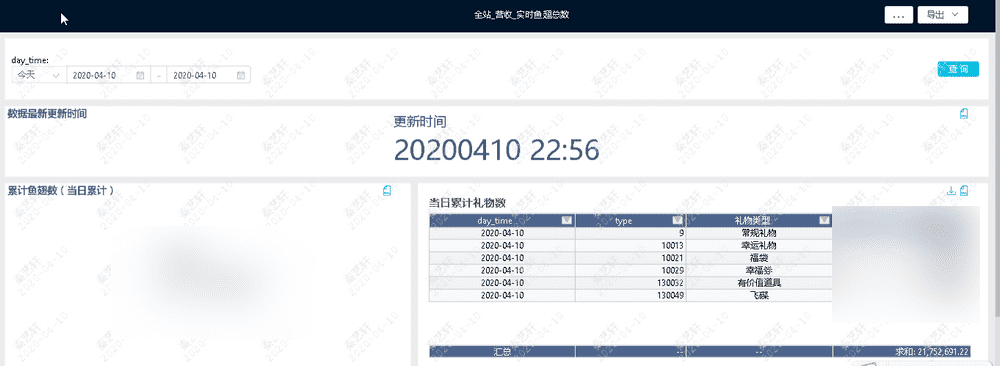 全站_营收_实时鱼翅总数
... 导出
day_time:
今天 2020-04-10 - 2020-04-10 查询
数据最新更新时间
更新时间
20200410 22:56
累计鱼翅数(当日累计)
当日累计礼物数
day_time type 礼物类型
2020-04-10 9 常规礼物
2020-04-10 10013 幸运礼物
2020-04-10 10021 福袋
2020-04-10 10029 幸福券
2020-04-10 130032 有价值道具
2020-04-10 130049 飞碟
汇总 -- -- 求和: 21,752,691.22